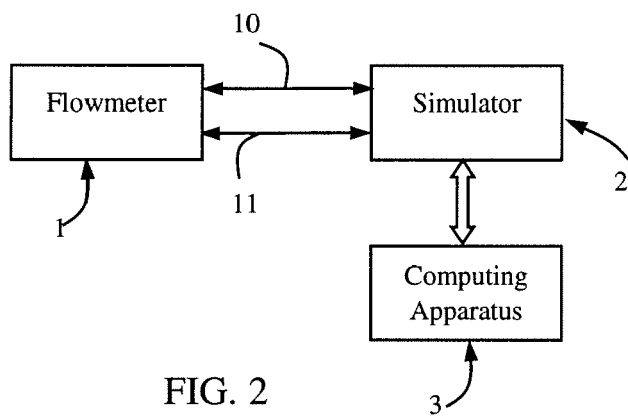 10
Flowmeter
Simulator
11
1
2
Computing
Apparatus
3
FIG. 2